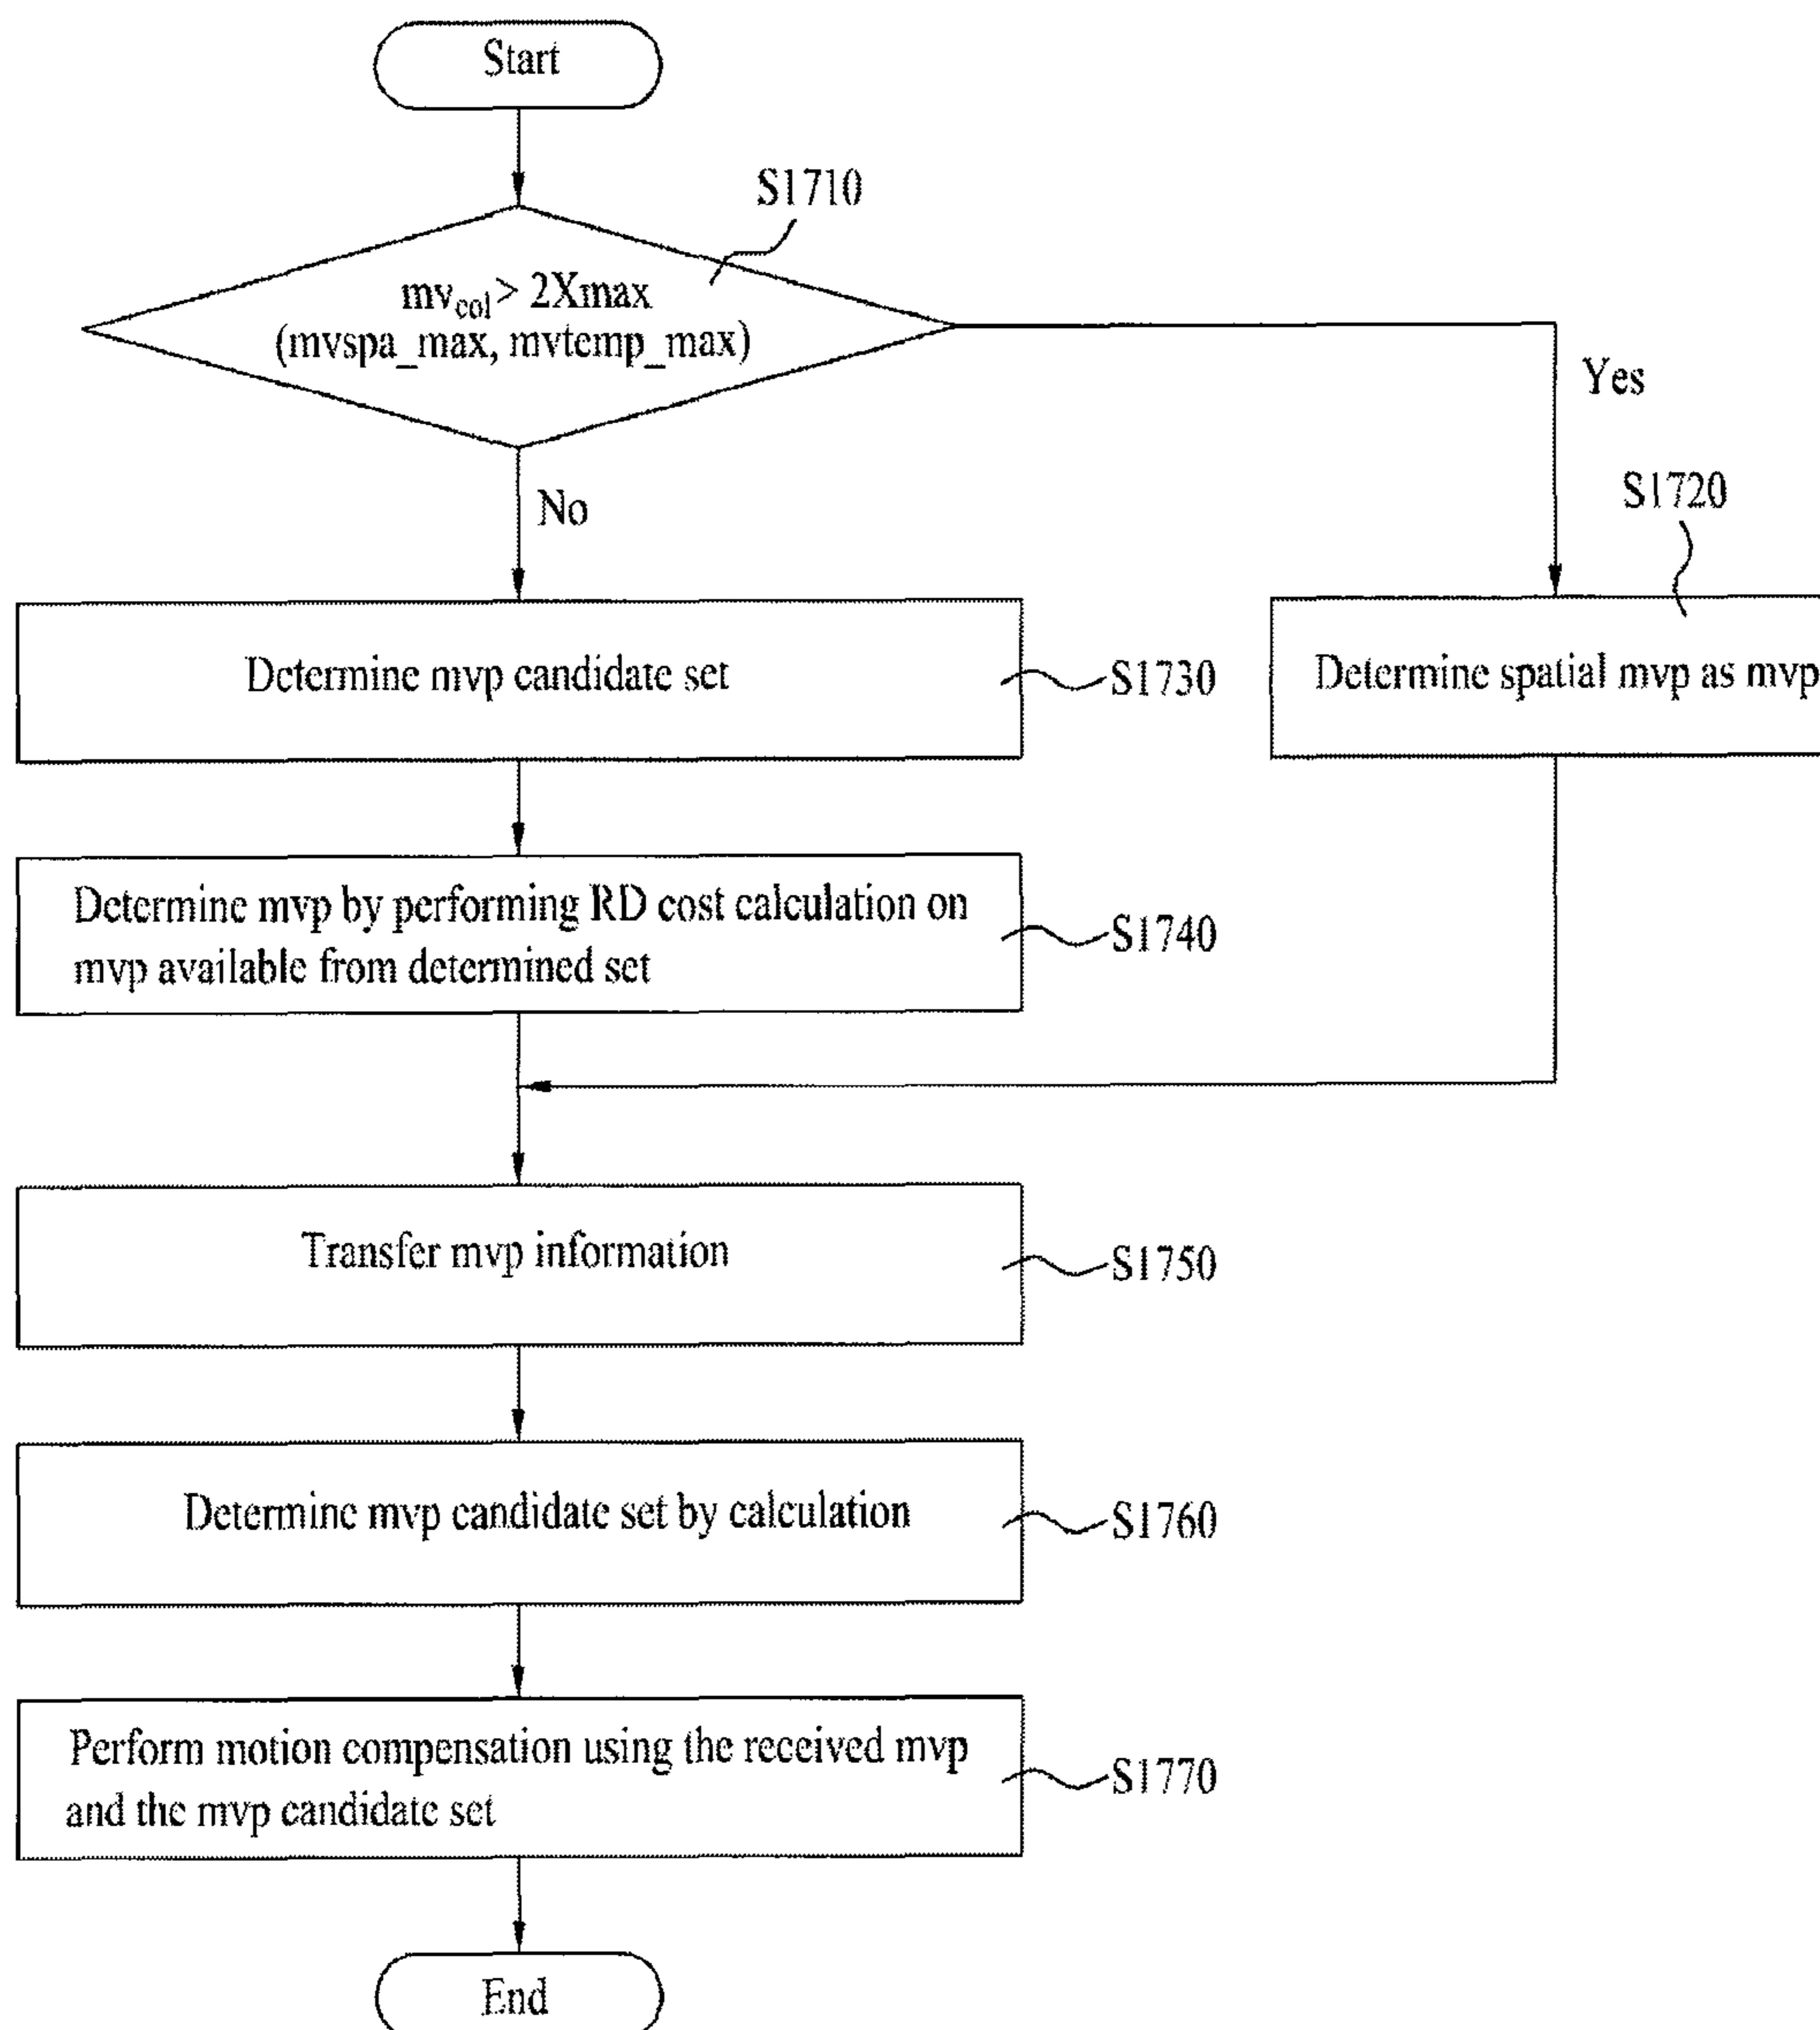 Start
S1710
mvcol > 2Xmax
(mvspa_max, mvtemp_max)
Yes
No
S1720
Determine mvp candidate set
S1730
Determine spatial mvp as mvp
Determine mvp by performing RD cost calculation on
mvp available from determined set
S1740
Transfer mvp information
S1750
Determine mvp candidate set by calculation
S1760
Perform motion compensation using the received mvp
and the mvp candidate set
S1770
End